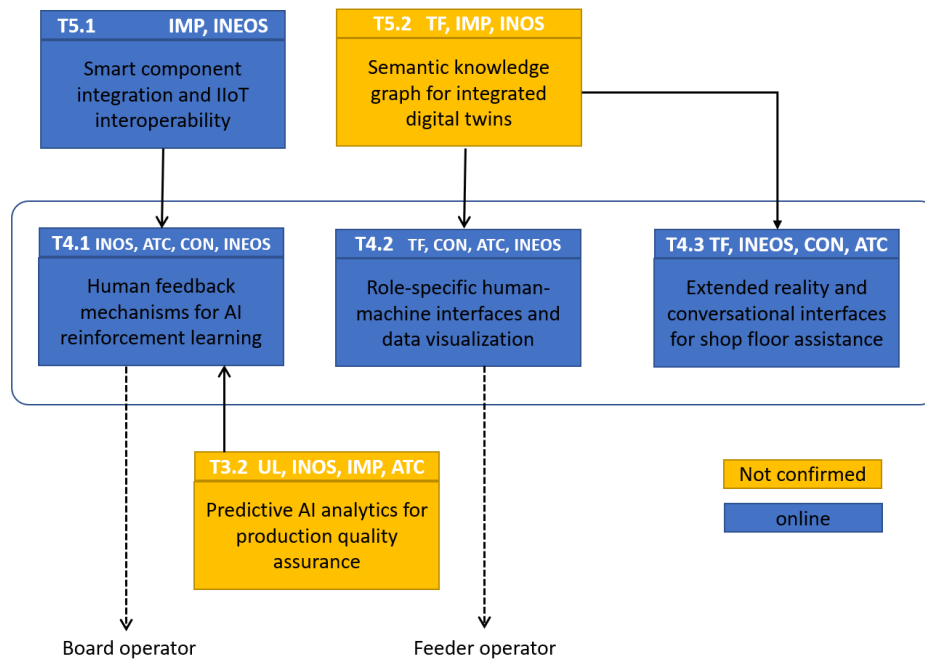 T5.1 IMP, INEOS
Smart component
integration and IIoT
interoperability
T5.2 TF, IMP, INOS
Semantic knowledge
graph for integrated
digital twins
T4.1 INOS, ATC, CON, INEOS
Human feedback
mechanisms for AI
reinforcement learning
T4.2 TF, CON, ATC, INEOS
Role-specific human-
machine interfaces and
data visualization
T4.3 TF, INEOS, CON, ATC
Extended reality and
conversational interfaces
for shop floor assistance
T3.2 UL, INOS, IMP, ATC
Predictive AI analytics for
production quality
assurance
Not confirmed
online
Board operator
Feeder operator